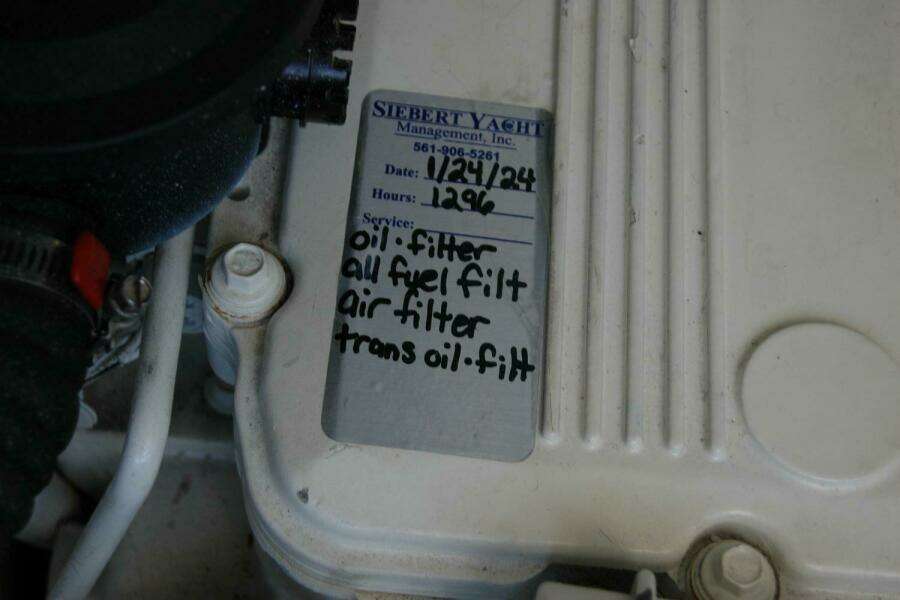 SIEBERT YACHT
Management, Inc.
561-906-5261
Date: 1/24/24
Hours: 1296
Service:
oil·filter
all fuel filt
air filter
trans oil·filt